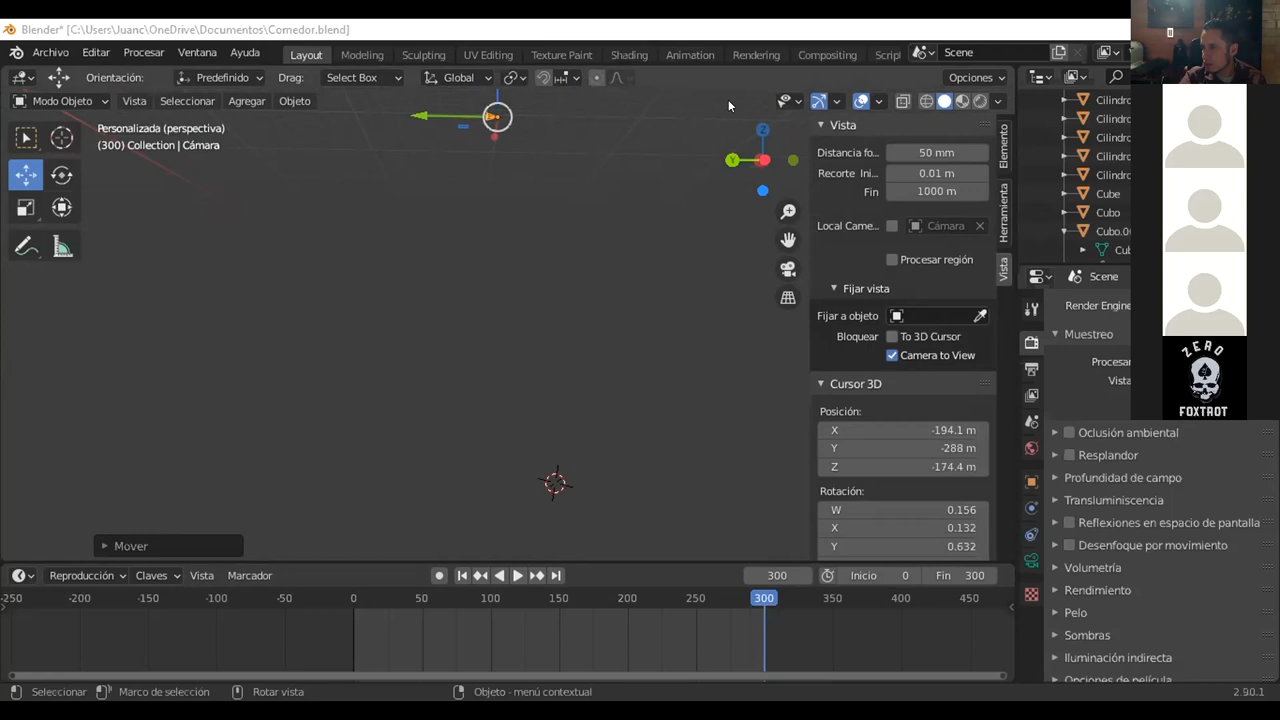 Blender* [C:\Users\Juanc\OneDrive\Documentos\Comedor.blend]
Archivo Editar Procesar Ventana Ayuda Layout Modeling Sculpting UV Editing Texture Paint Shading Animation Rendering Compositing Script Scene
Orientación: Predefinido Drag: Select Box Global Opciones
Modo Objeto Vista Seleccionar Agregar Objeto
Personalizada (perspectiva)
(300) Collection | Cámara
Z
Y
Vista
Distancia fo... 50 mm
Recorte Ini... 0.01 m
Fin 1000 m
Local Came... Cámara
Procesar región
Fijar vista
Fijar a objeto
Bloquear To 3D Cursor
Camera to View
Cursor 3D
Posición:
X -194.1 m
Y -288 m
Z -174.4 m
Rotación:
W 0.156
X 0.132
Y 0.632
Elemento
Herramienta
Vista
Cilindro
Cilindro
Cilindro
Cilindro
Cilindro
Cube
Cubo
Cubo.0
Cub
Scene
Render Engine
Muestreo
Procesar
Vista
Oclusión ambiental
Resplandor
Profundidad de campo
Transluminiscencia
Reflexiones en espacio de pantalla
Desenfoque por movimiento
Volumetría
Rendimiento
Pelo
Sombras
Iluminación indirecta
Opciones de película
ZERO
FOXTROT
Mover
Reproducción Claves Vista Marcador 300 Inicio 0 Fin 300
-250 -200 -150 -100 -50 0 50 100 150 200 250 300 350 400 450
Seleccionar Marco de selección Rotar vista Objeto - menú contextual 2.90.1